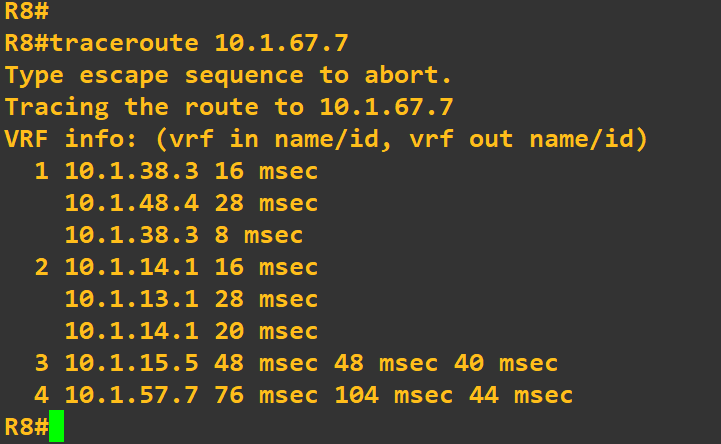 R8#
R8#traceroute 10.1.67.7
Type escape sequence to abort.
Tracing the route to 10.1.67.7
VRF info: (vrf in name/id, vrf out name/id)
  1 10.1.38.3 16 msec
    10.1.48.4 28 msec
    10.1.38.3 8 msec
  2 10.1.14.1 16 msec
    10.1.13.1 28 msec
    10.1.14.1 20 msec
  3 10.1.15.5 48 msec 48 msec 40 msec
  4 10.1.57.7 76 msec 104 msec 44 msec
R8#